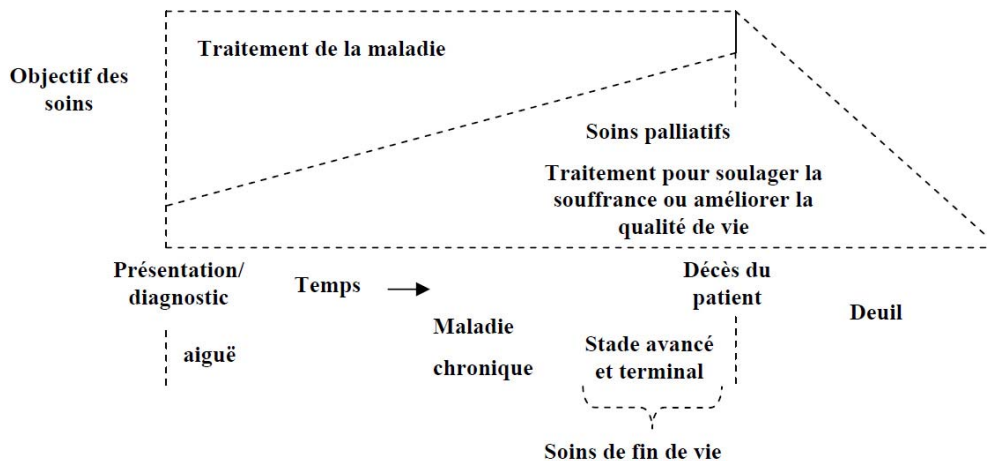 Traitement de la maladie
Objectif des
soins
Soins palliatifs
Traitement pour soulager la
souffrance ou améliorer la
qualité de vie
Présentation/
diagnostic
Temps
Décès du
patient
Deuil
aiguë
Maladie
chronique
Stade avancé
et terminal
Soins de fin de vie